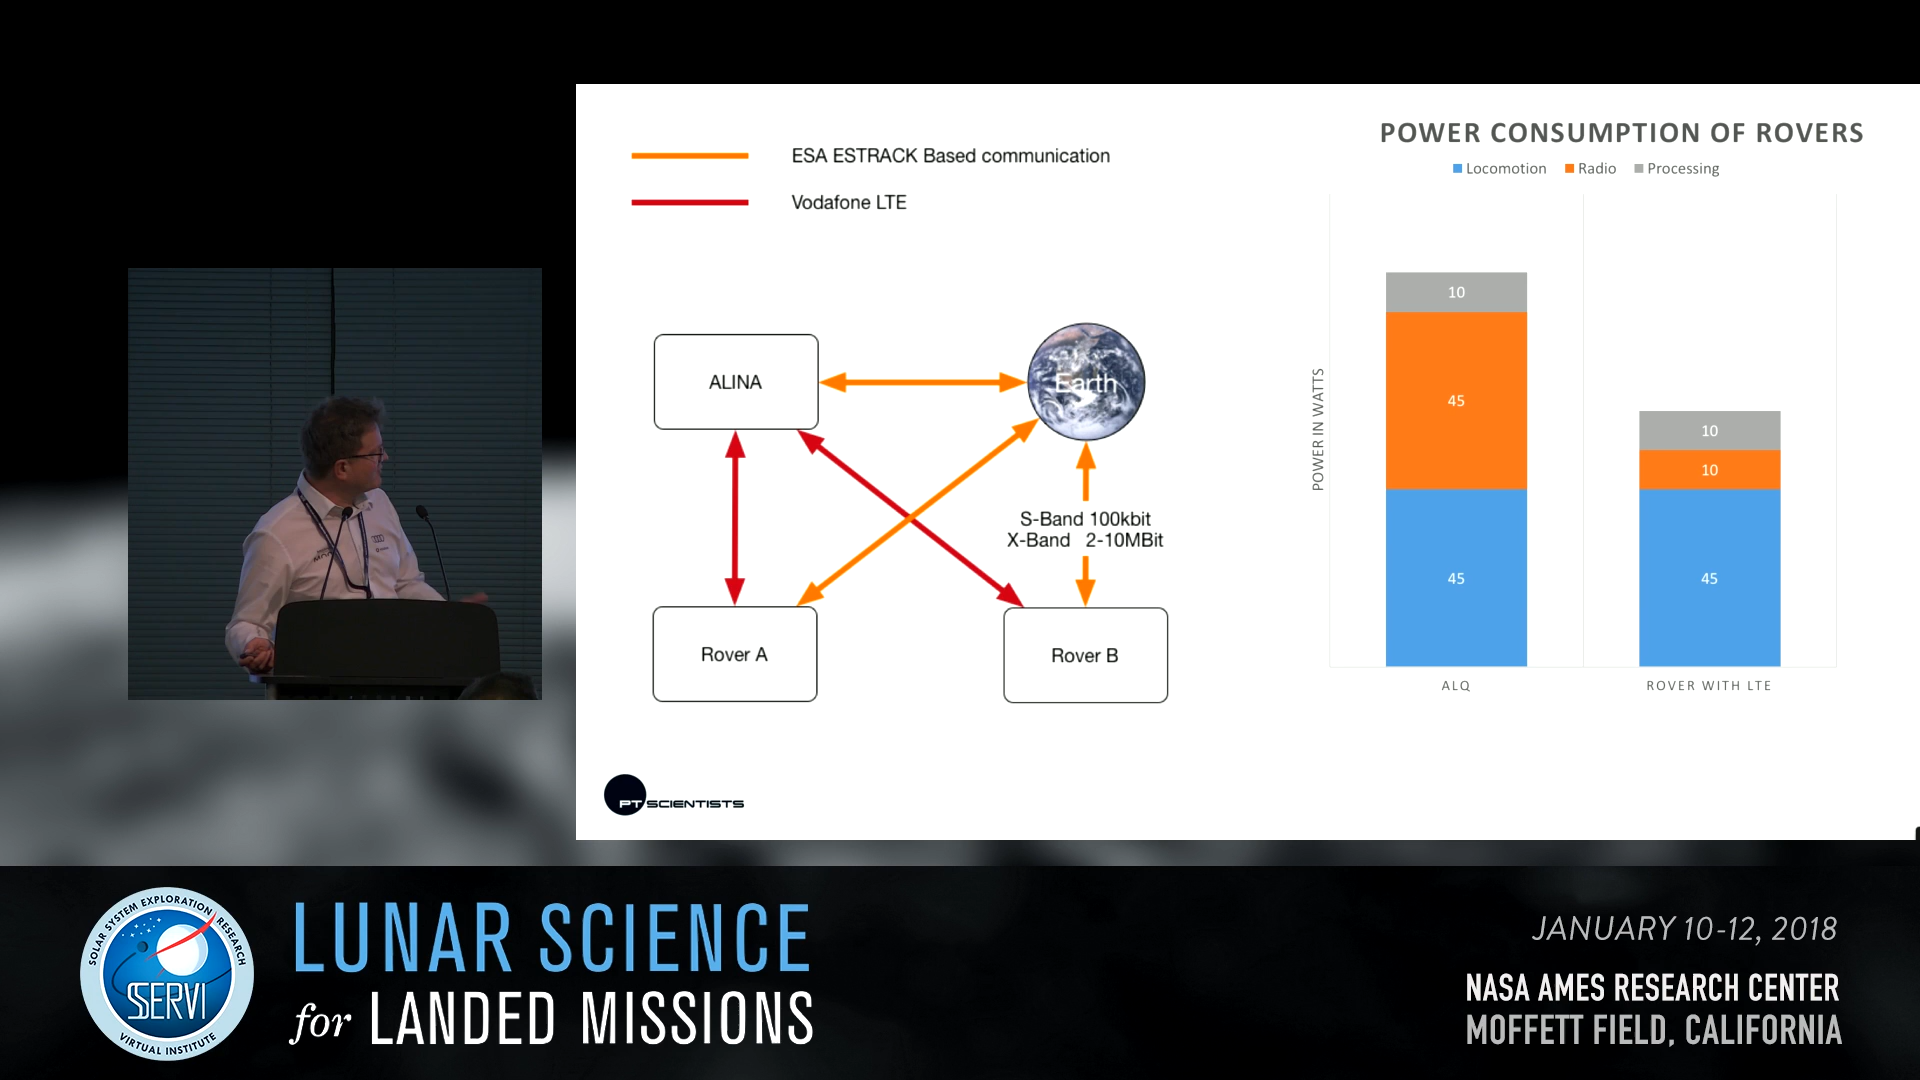 POWER CONSUMPTION OF ROVERS
Locomotion Radio Processing
ESA ESTRACK Based communication
Vodafone LTE
ALINA
Earth
S-Band 100kbit
X-Band 2-10MBit
Rover A
Rover B
POWER IN WATTS
10
45
45
10
10
45
ALQ
ROVER WITH LTE
PTSCIENTISTS
SOLAR SYSTEM EXPLORATION RESEARCH
SSERVI
VIRTUAL INSTITUTE
LUNAR SCIENCE
for LANDED MISSIONS
JANUARY 10-12, 2018
NASA AMES RESEARCH CENTER
MOFFETT FIELD, CALIFORNIA